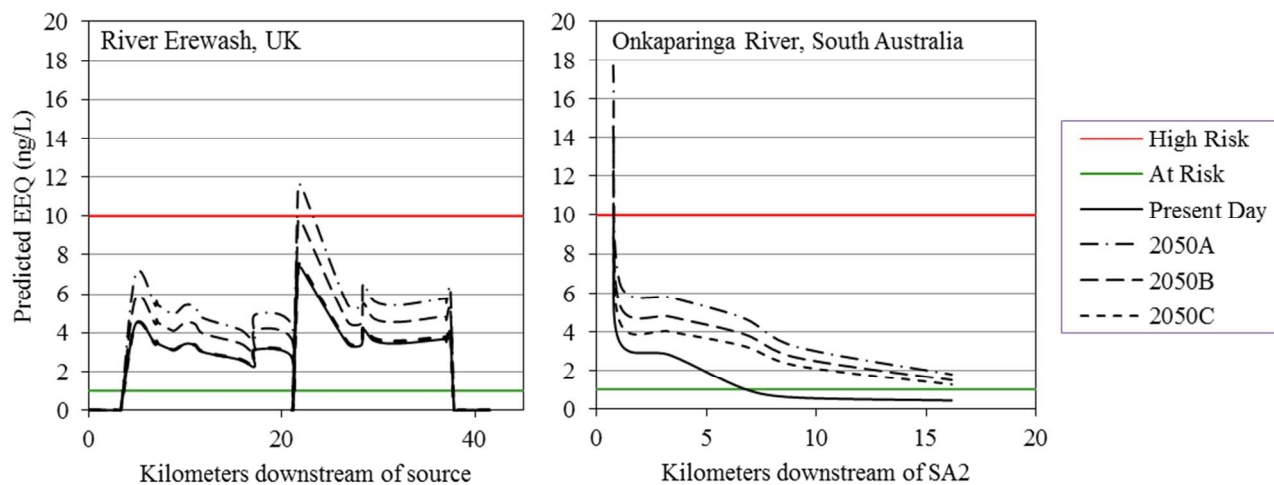 River Erewash, UK
Predicted EEQ (ng/L)
20
18
16
14
12
10
8
6
4
2
0
0
20
40
Kilometers downstream of source
Onkaparinga River, South Australia
20
18
16
14
12
10
8
6
4
2
0
0
5
10
15
20
Kilometers downstream of SA2
High Risk
At Risk
Present Day
2050A
2050B
2050C